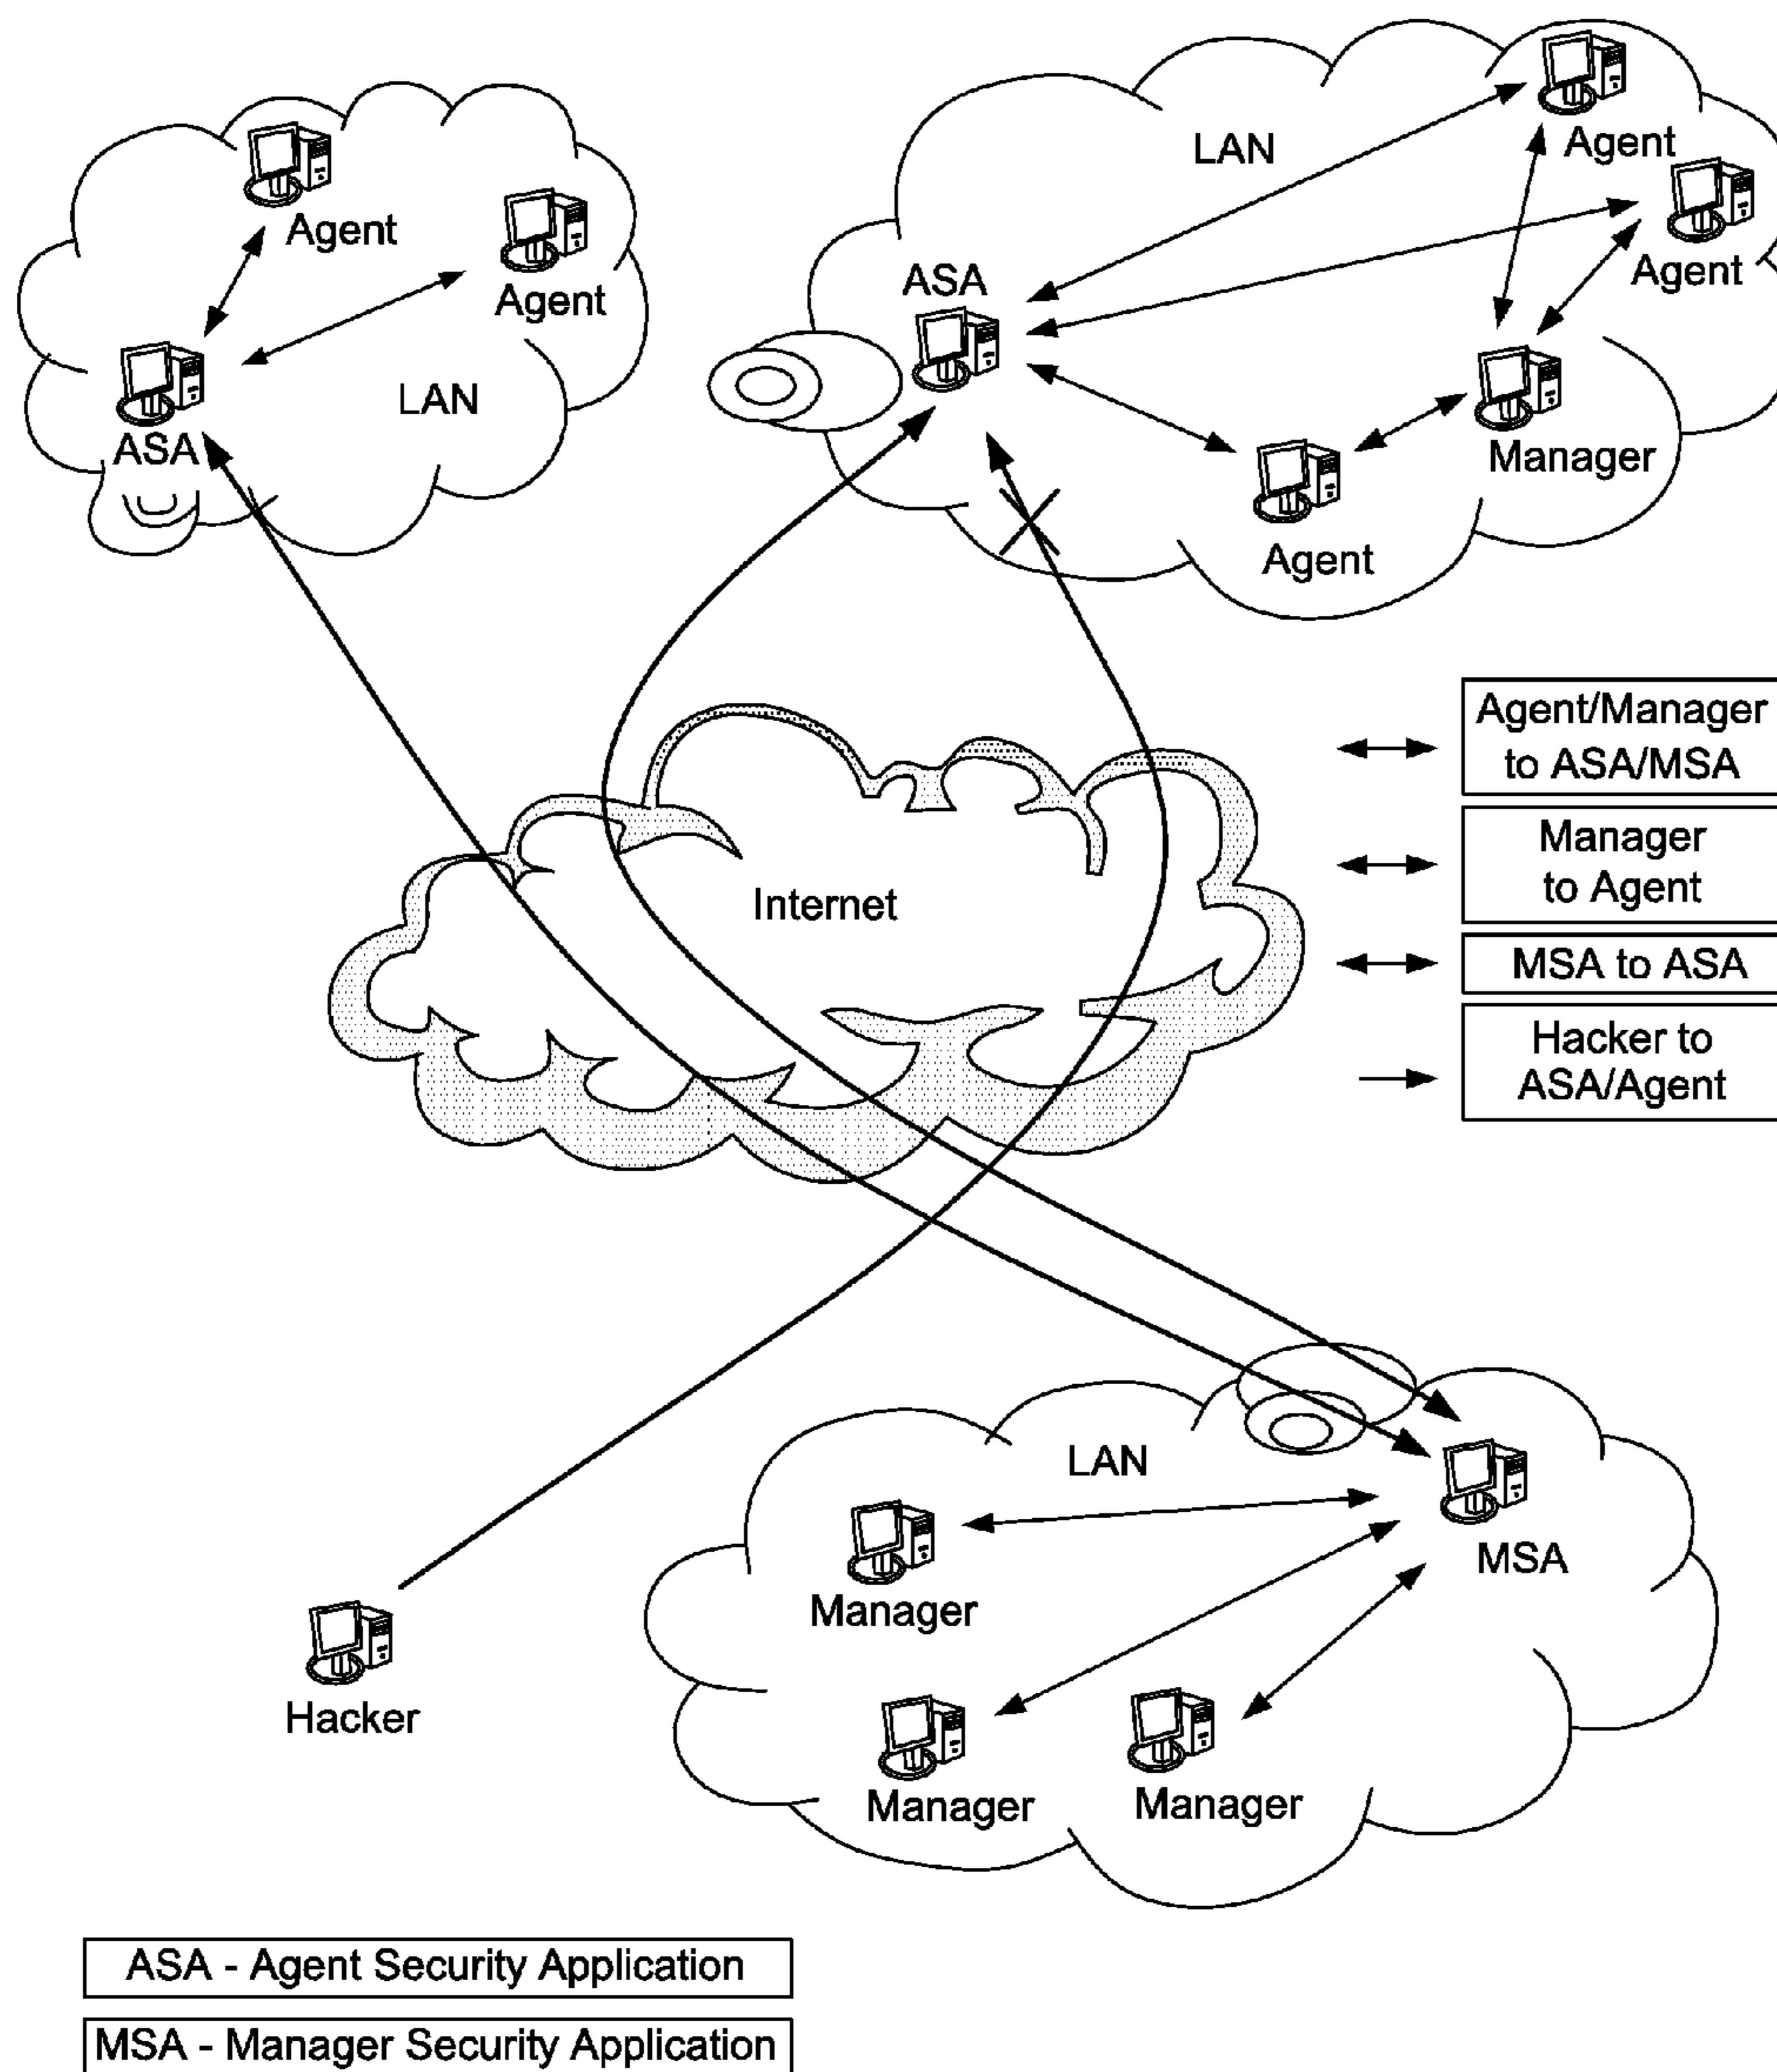 LAN
Agent
Agent
Agent
Agent
ASA
LAN
ASA
Manager
Agent
Agent/Manager
to ASA/MSA
Manager
to Agent
Internet
MSA to ASA
Hacker to
ASA/Agent
LAN
MSA
Manager
Hacker
Manager
Manager
ASA - Agent Security Application
MSA - Manager Security Application